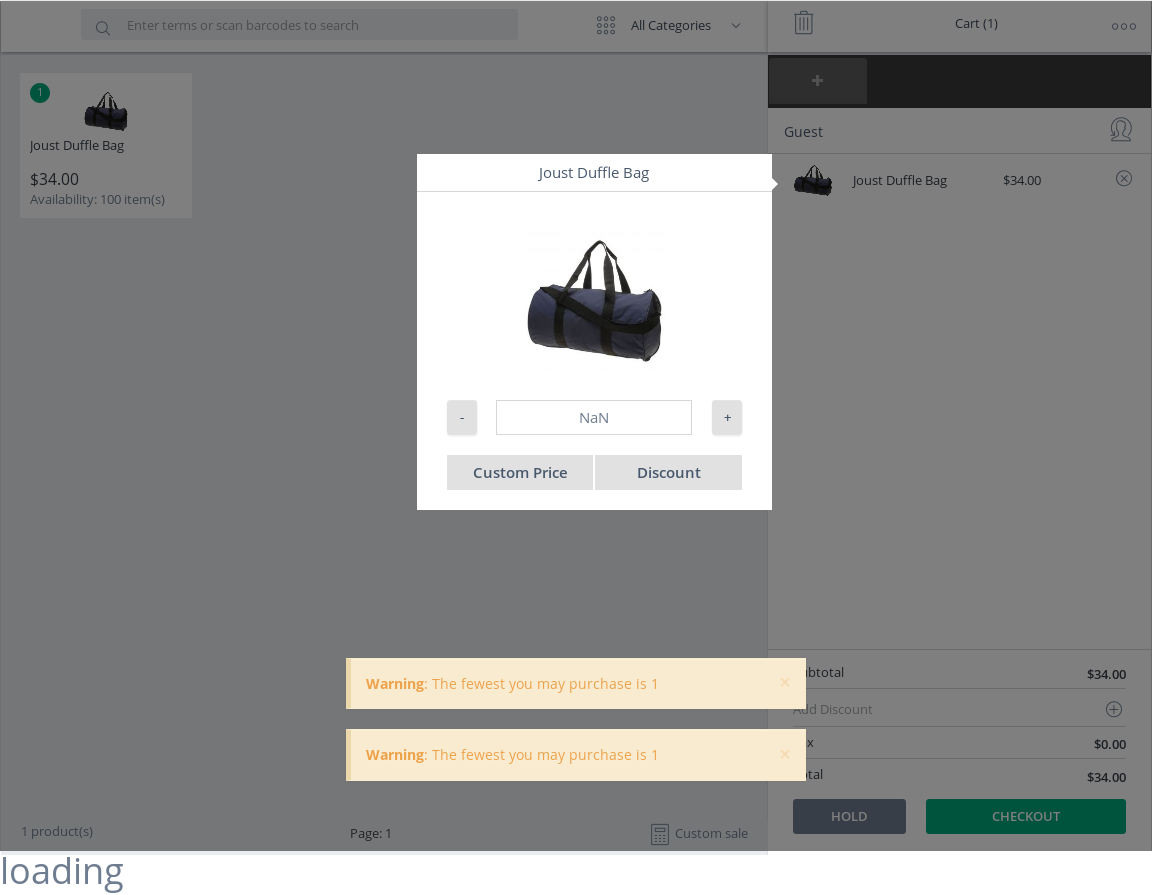 Enter terms or scan barcodes to search
All Categories
Cart (1)
1
Joust Duffle Bag
$34.00
Availability: 100 item(s)
+
Guest
Joust Duffle Bag $34.00
Joust Duffle Bag
- NaN +
Custom Price Discount
Warning: The fewest you may purchase is 1 ×
Warning: The fewest you may purchase is 1 ×
btotal $34.00
Add Discount
x $0.00
tal $34.00
HOLD CHECKOUT
1 product(s) Page: 1 Custom sale
loading